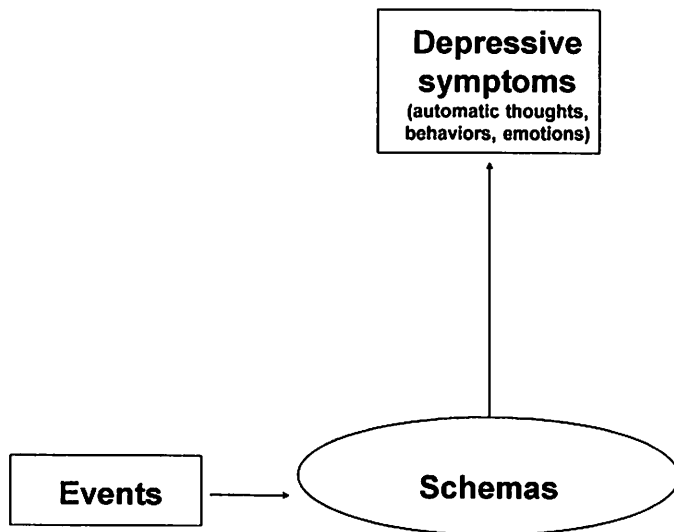 Depressive
symptoms
(automatic thoughts,
behaviors, emotions)
Events
Schemas